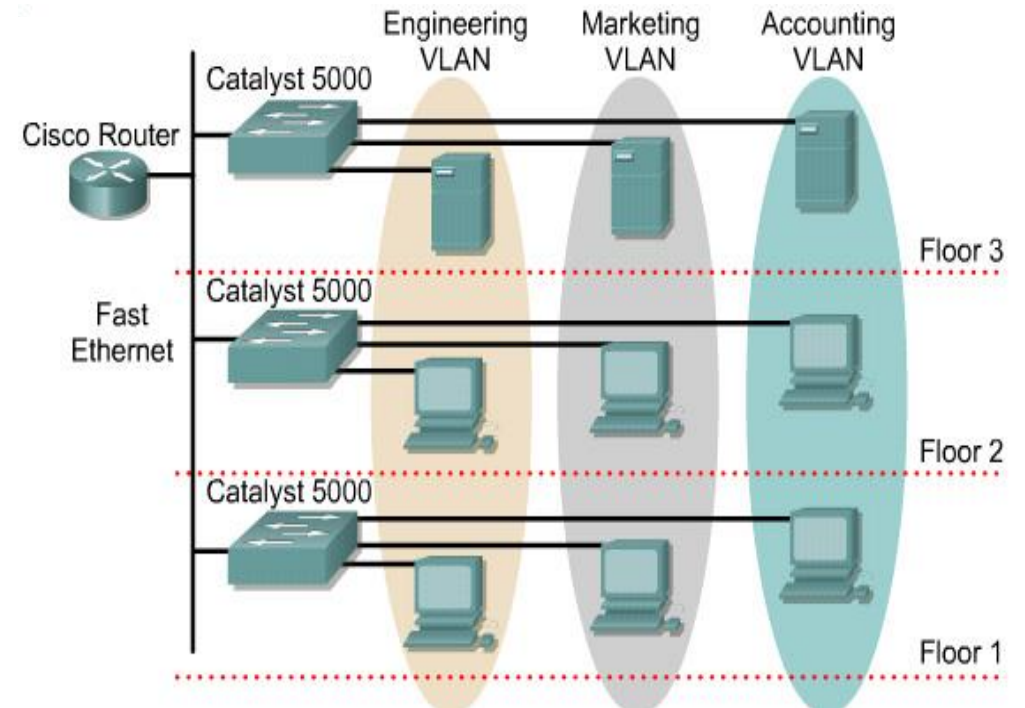 Engineering
VLAN
Marketing
VLAN
Accounting
VLAN
Catalyst 5000
Cisco Router
Floor 3
Catalyst 5000
Fast
Ethernet
Floor 2
Catalyst 5000
Floor 1